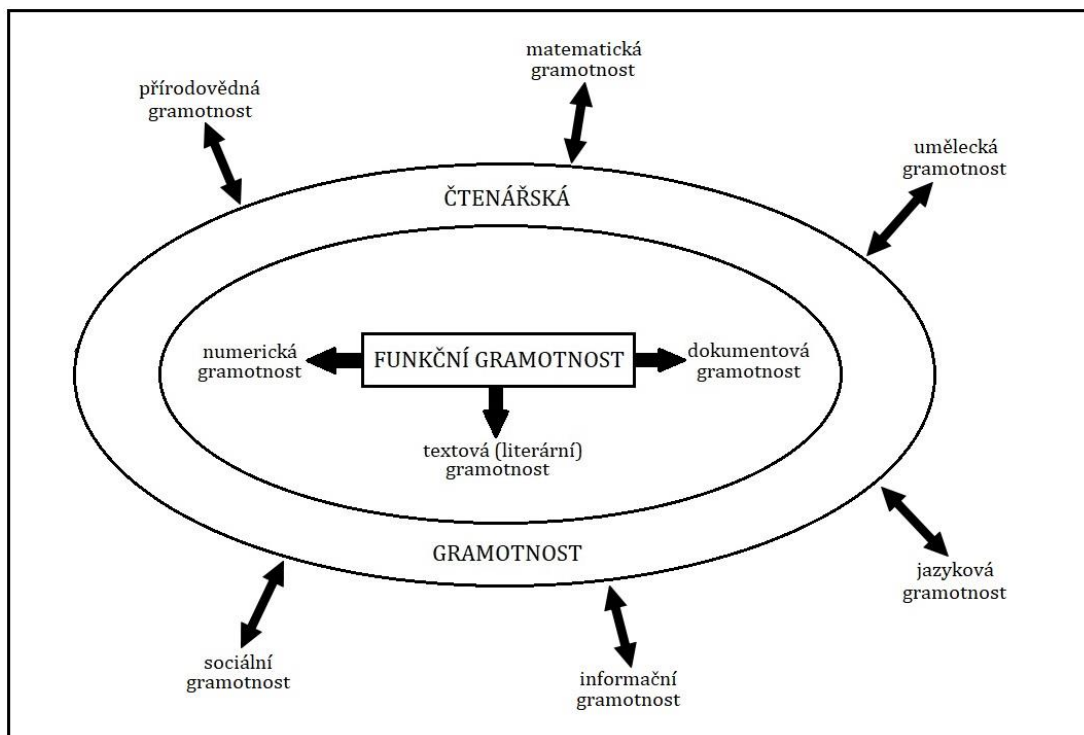 matematická
gramotnost
přírodovědná
gramotnost
umělecká
gramotnost
ČTENÁŘSKÁ
numerická
gramotnost
FUNKČNÍ GRAMOTNOST
dokumentová
gramotnost
textová (literární)
gramotnost
GRAMOTNOST
jazyková
gramotnost
sociální
gramotnost
informační
gramotnost